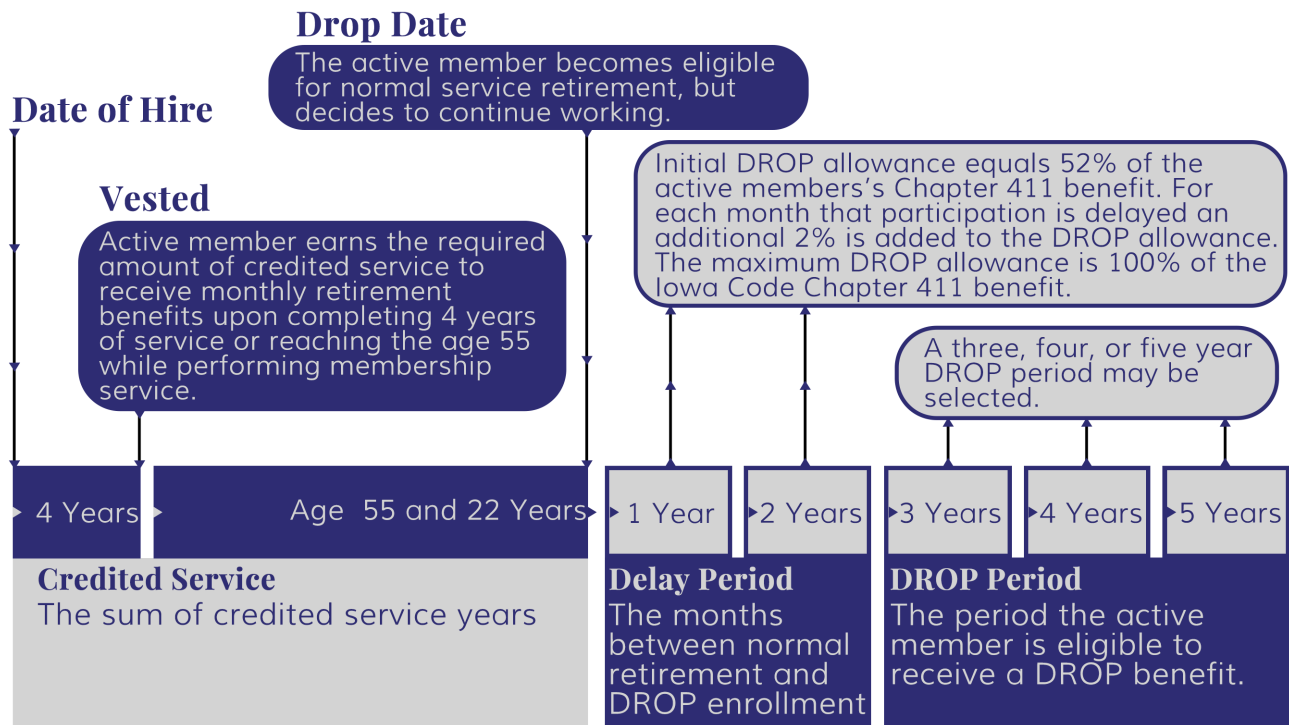 Drop Date
The active member becomes eligible
for normal service retirement, but
decides to continue working.
Date of Hire
Vested
Active member earns the required
amount of credited service to
receive monthly retirement
benefits upon completing 4 years
of service or reaching the age 55
while performing membership
service.
Initial DROP allowance equals 52% of the
active members's Chapter 411 benefit. For
each month that participation is delayed an
additional 2% is added to the DROP allowance.
The maximum DROP allowance is 100% of the
Iowa Code Chapter 411 benefit.
A three, four, or five year
DROP period may be
selected.
4 Years
Age 55 and 22 Years
1 Year
2 Years
3 Years
4 Years
5 Years
Credited Service
The sum of credited service years
Delay Period
The months
between normal
retirement and
DROP enrollment
DROP Period
The period the active
member is eligible to
receive a DROP benefit.